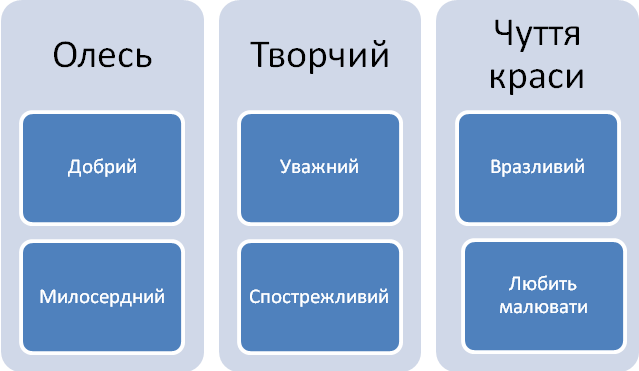 Олесь
Добрий
Милосердний
Творчий
Уважний
Спострежливий
Чуття
краси
Вразливий
Любить
малювати